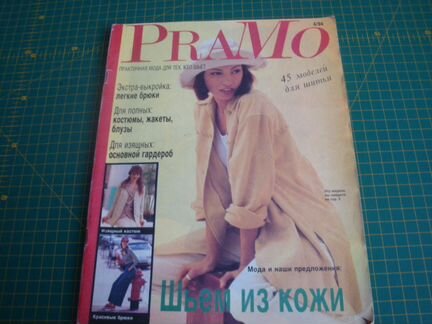 4/94
PRAMO
ПРАКТИЧНАЯ МОДА ДЛЯ ТЕХ, КТО ШЬЕТ
45 моделей
для шитья
Экстра-выкройка:
легкие брюки
Для полных:
костюмы, жакеты,
блузы
Для изящных:
основной гардероб
Изящный костюм
Красивые брюки
Мода и наши предложения:
Шьем из кожи